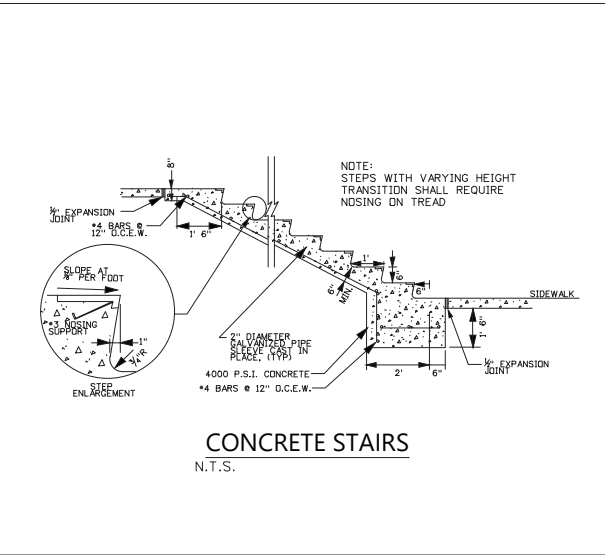 NOTE:
STEPS WITH VARYING HEIGHT
TRANSITION SHALL REQUIRE
NOSING ON TREAD
8"
½" EXPANSION
JOINT
#4 BARS @
12" O.C.E.W.
1' 6"
1'
6"
6"
6"
MIN.
SIDEWALK
SLOPE AT
⅛" PER FOOT
#3 NOSING
SUPPORT
1"
¾"R
STEP
ENLARGEMENT
2" DIAMETER
GALVANIZED PIPE
SLEEVE CAST IN
PLACE, (TYP)
4000 P.S.I. CONCRETE
#4 BARS @ 12" O.C.E.W.
1' 6"
2'
6"
½" EXPANSION
JOINT
CONCRETE STAIRS
N.T.S.